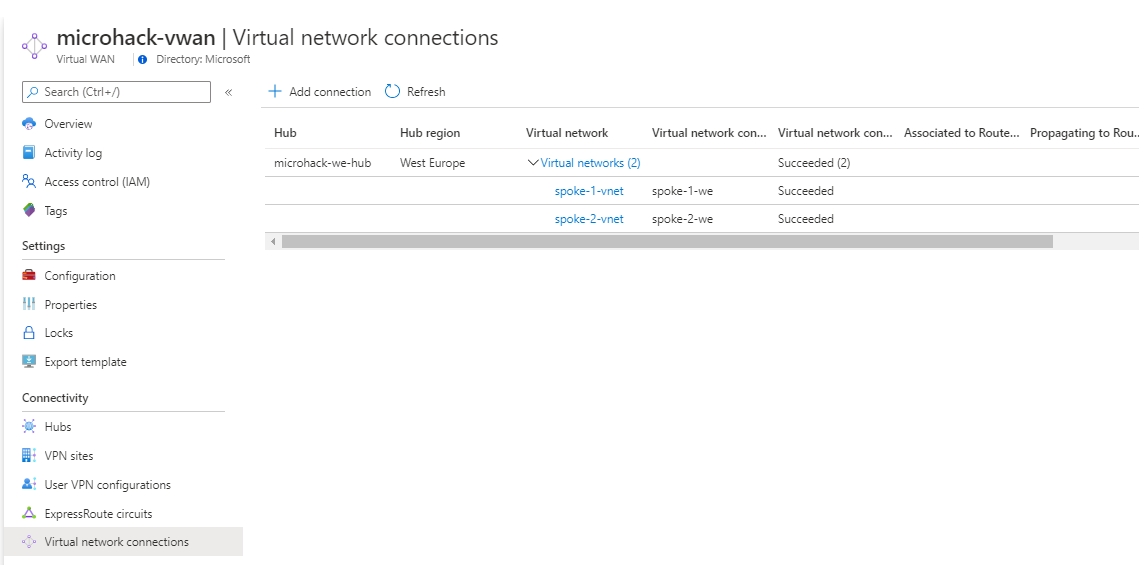 microhack-vwan | Virtual network connections
Virtual WAN Directory: Microsoft
Search (Ctrl+/) «
Overview
Activity log
Access control (IAM)
Tags
Settings
Configuration
Properties
Locks
Export template
Connectivity
Hubs
VPN sites
User VPN configurations
ExpressRoute circuits
Virtual network connections
Add connection Refresh
Hub Hub region Virtual network Virtual network con... Virtual network con... Associated to Route... Propagating to Rou...
microhack-we-hub West Europe Virtual networks (2) Succeeded (2)
spoke-1-vnet spoke-1-we Succeeded
spoke-2-vnet spoke-2-we Succeeded